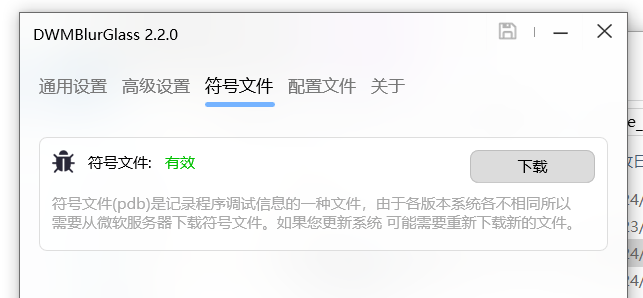 DWMBlurGlass 2.2.0
通用设置 高级设置 符号文件 配置文件 关于
符号文件: 有效 下载
符号文件(pdb)是记录程序调试信息的一种文件，由于各版本系统各不相同所以
需要从微软服务器下载符号文件。如果您更新系统 可能需要重新下载新的文件。
24/
23/
24/
24/